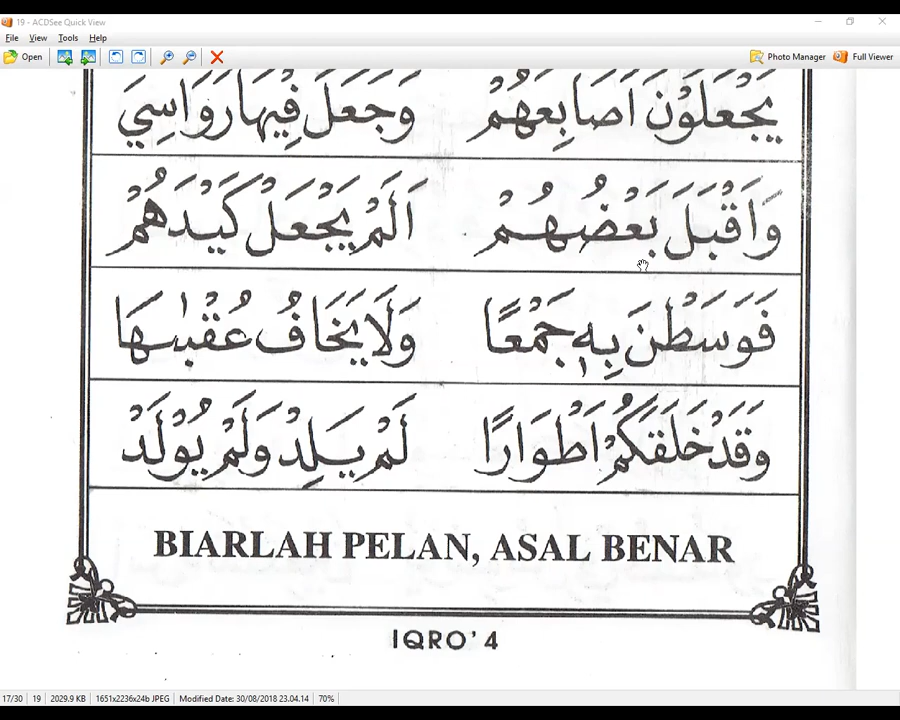 19 - ACDSee Quick View
File View Tools Help
Open Photo Manager Full Viewer
يَجْعَلُوْنَ اَصَابِعَهُمْ وَجَعَلَ فِيْهَا رَوَاسِيَ
وَاَقْبَلَ بَعْضُهُمْ اَلَمْ يَجْعَلْ كَيْدَهُمْ
فَوَسَطْنَ بِهٖ جَمْعًا وَلَا يَخَافُ عُقْبٰىهَا
وَقَدْ خَلَقَكُمْ اَطْوَارًا لَمْ يَلِدْ وَلَمْ يُوْلَدْ
BIARLAH PELAN, ASAL BENAR
IQRO' 4
17/30 19 2029.9 KB 1651x2236x24b JPEG Modified Date: 30/08/2018 23.04.14 70%